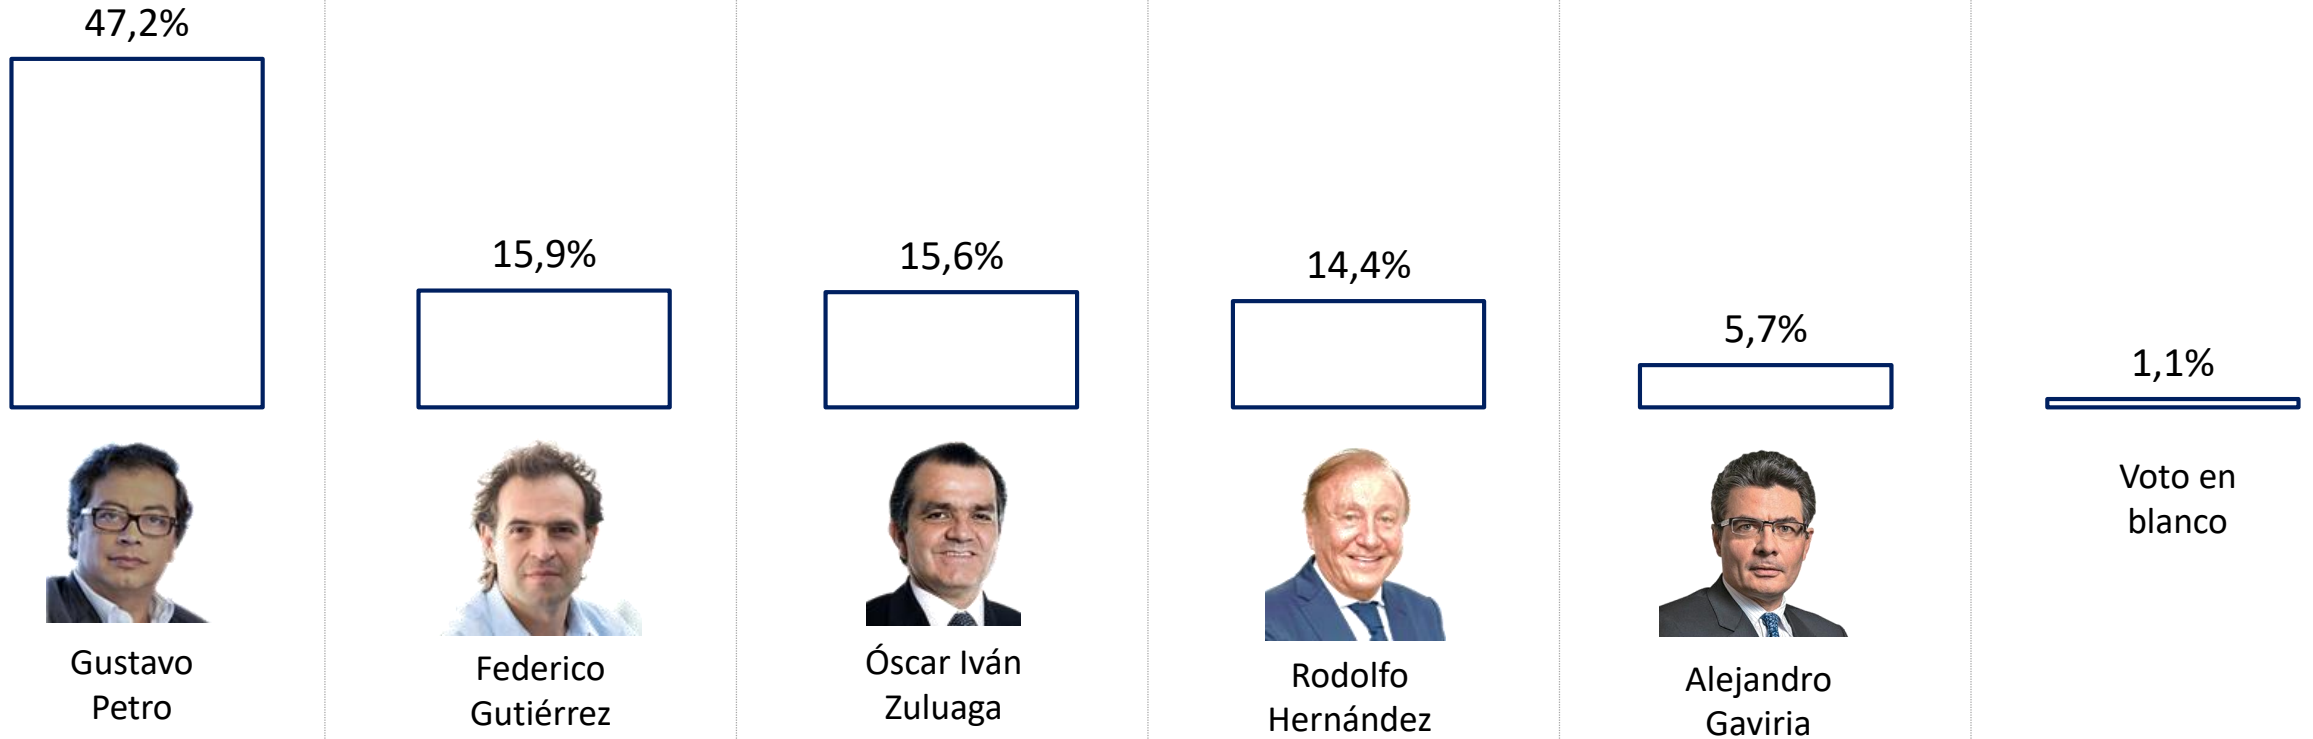 47,2%
15,9%
15,6%
14,4%
5,7%
1,1%
Gustavo
Petro
Federico
Gutiérrez
Óscar Iván
Zuluaga
Rodolfo
Hernández
Alejandro
Gaviria
Voto en
blanco